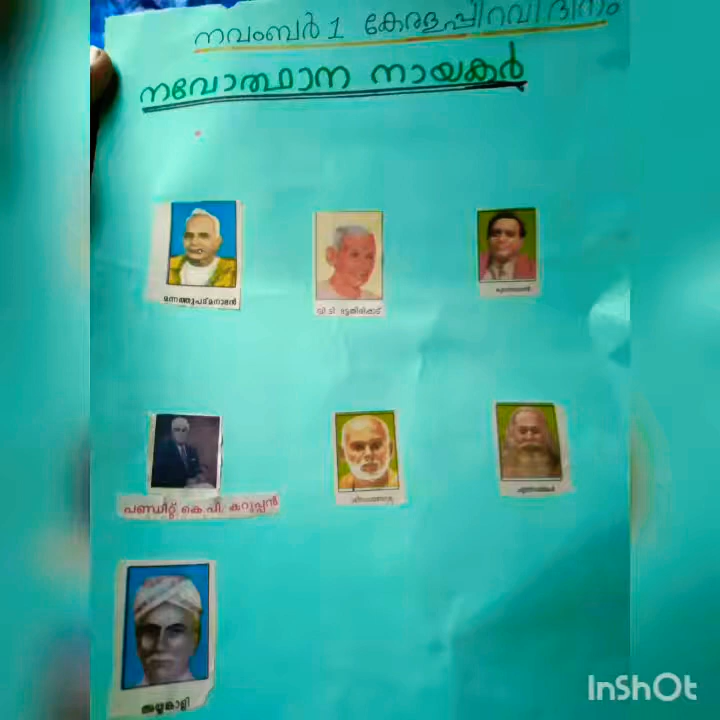 നവംബർ 1 കേരളപ്പിറവി ദിനം
നവോത്ഥാന നായകർ
മന്നത്തുപദ്മനാഭൻ
വി ടി ഭട്ടതിരിപ്പാട്
പണ്ഡിറ്റ് കെ പി. കറുപ്പൻ
അയ്യങ്കാളി
InShOt